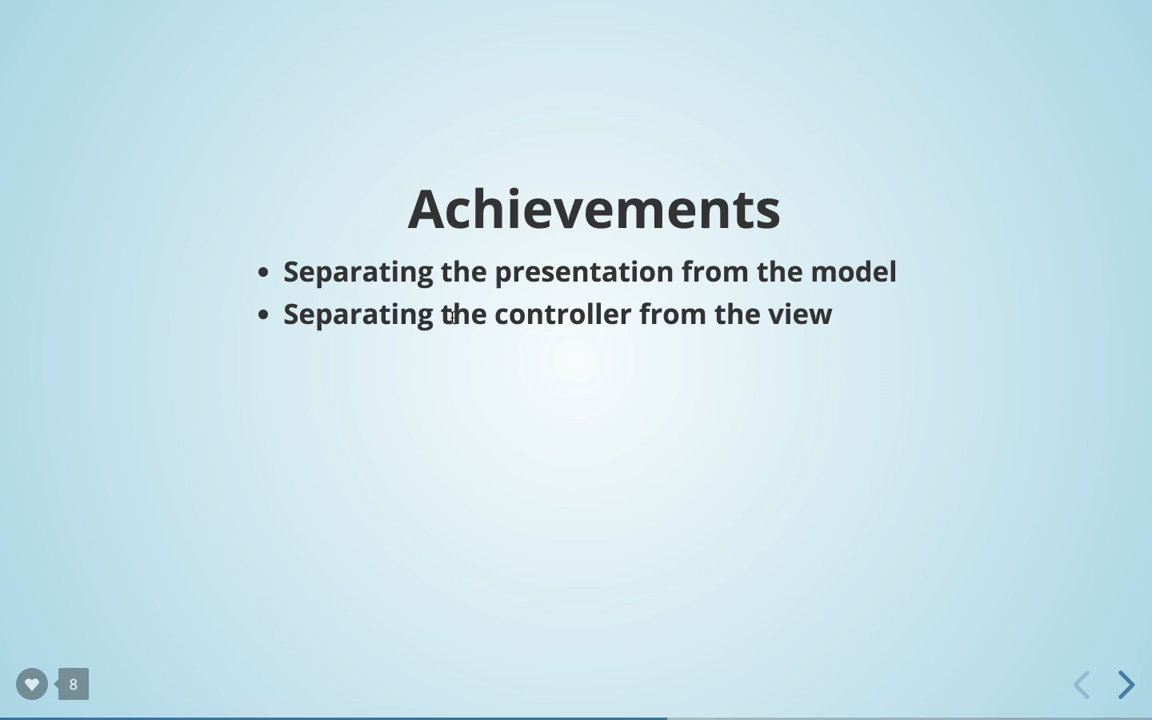 Achievements
• Separating the presentation from the model
• Separating the controller from the view
8